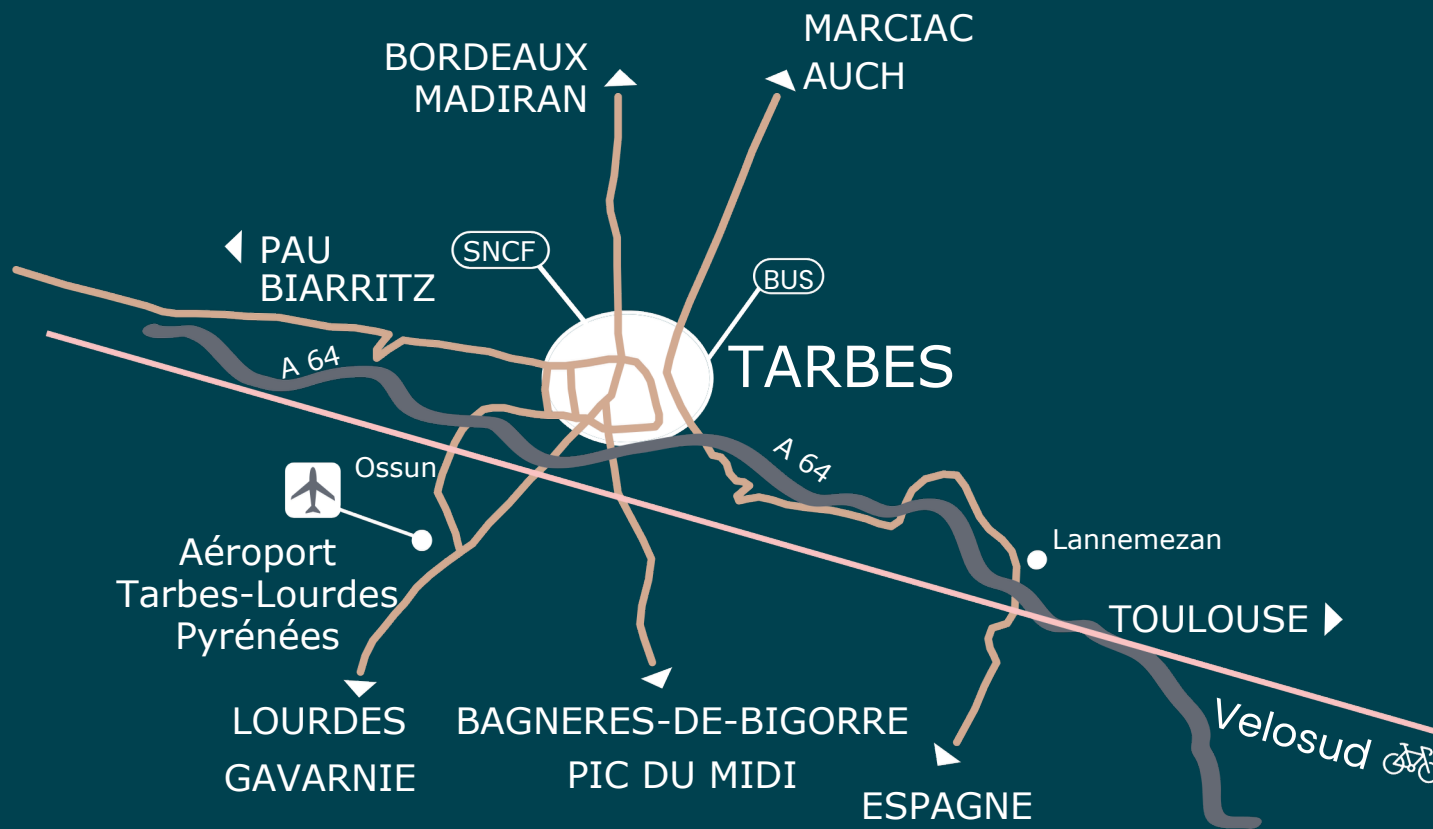 MARCIAC
AUCH
BORDEAUX
MADIRAN
PAU
BIARRITZ
SNCF
BUS
TARBES
A 64
A 64
Ossun
Aéroport
Tarbes-Lourdes
Pyrénées
Lannemezan
TOULOUSE
LOURDES
GAVARNIE
BAGNERES-DE-BIGORRE
PIC DU MIDI
Velosud
ESPAGNE